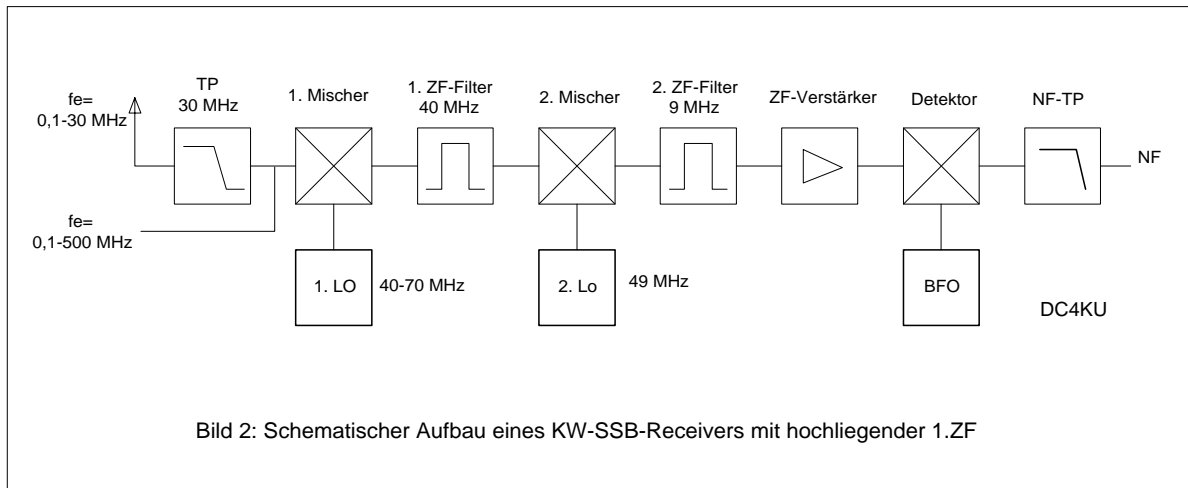 fe=
0,1-30 MHz
TP
30 MHz
1. Mischer
1. ZF-Filter
40 MHz
2. Mischer
2. ZF-Filter
9 MHz
ZF-Verstärker
Detektor
NF-TP
NF
fe=
0,1-500 MHz
1. LO
40-70 MHz
2. Lo
49 MHz
BFO
DC4KU
Bild 2: Schematischer Aufbau eines KW-SSB-Receivers mit hochliegender 1.ZF